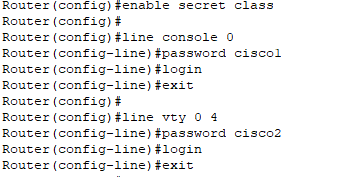 Router(config)#enable secret class
Router(config)#
Router(config)#line console 0
Router(config-line)#password cisco1
Router(config-line)#login
Router(config-line)#exit
Router(config)#
Router(config)#line vty 0 4
Router(config-line)#password cisco2
Router(config-line)#login
Router(config-line)#exit